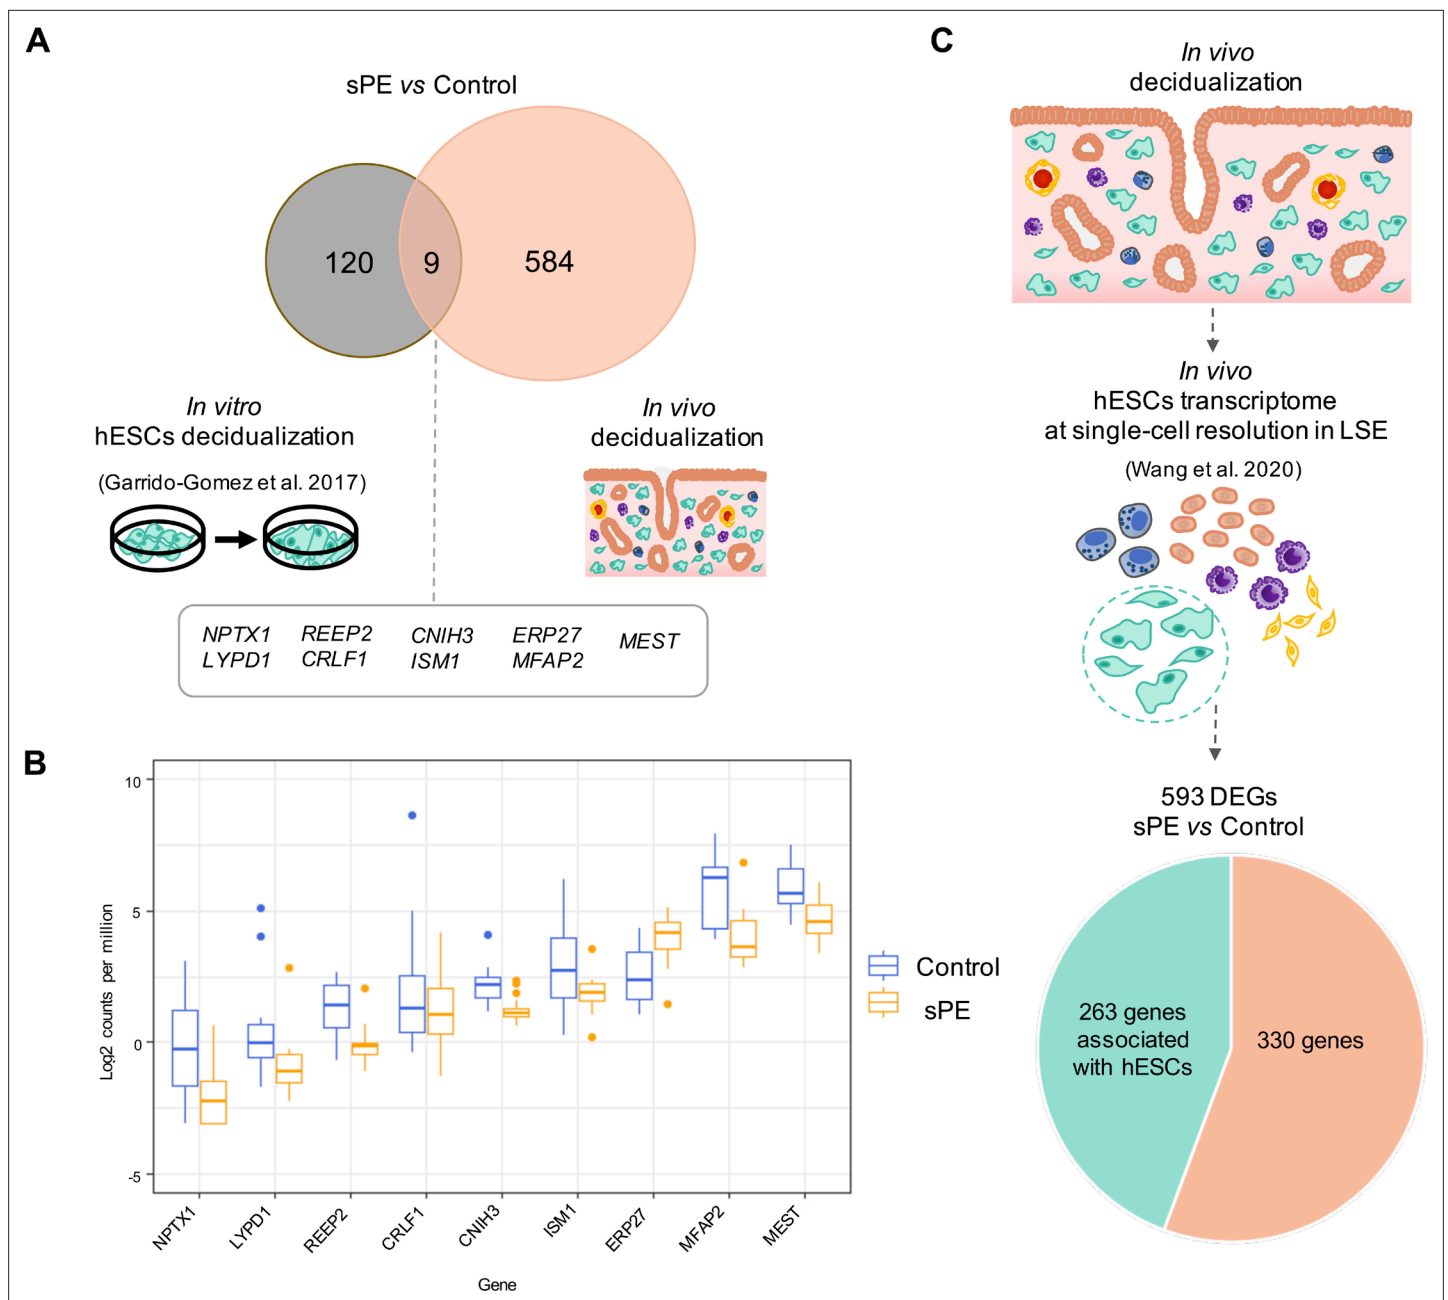 A
sPE vs Control
120
9
584
In vitro
hESCs decidualization
(Garrido-Gomez et al. 2017)
In vivo
decidualization
NPTX1 REEP2 CNIH3 ERP27 MEST
LYPD1 CRLF1 ISM1 MFAP2
B
10
5
0
-5
Log2 counts per million
NPTX1
LYPD1
REEP2
CRLF1
CNIH3
ISM1
ERP27
MFAP2
MEST
Gene
Control
sPE
C
In vivo
decidualization
In vivo
hESCs transcriptome
at single-cell resolution in LSE
(Wang et al. 2020)
593 DEGs
sPE vs Control
263 genes
associated
with hESCs
330 genes